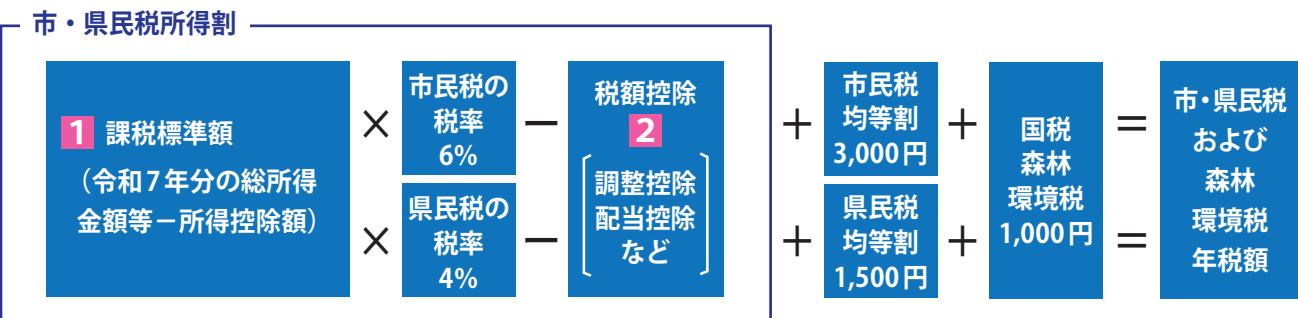 市・県民税所得割
1 課税標準額
（令和7年分の総所得
金額等－所得控除額）
×
市民税の
税率
6%
×
県民税の
税率
4%
－
－
税額控除
2
調整控除
配当控除
など
＋
市民税
均等割
3,000円
＋
県民税
均等割
1,500円
＋
＋
国税
森林
環境税
1,000円
＝
＝
市・県民税
および
森林
環境税
年税額